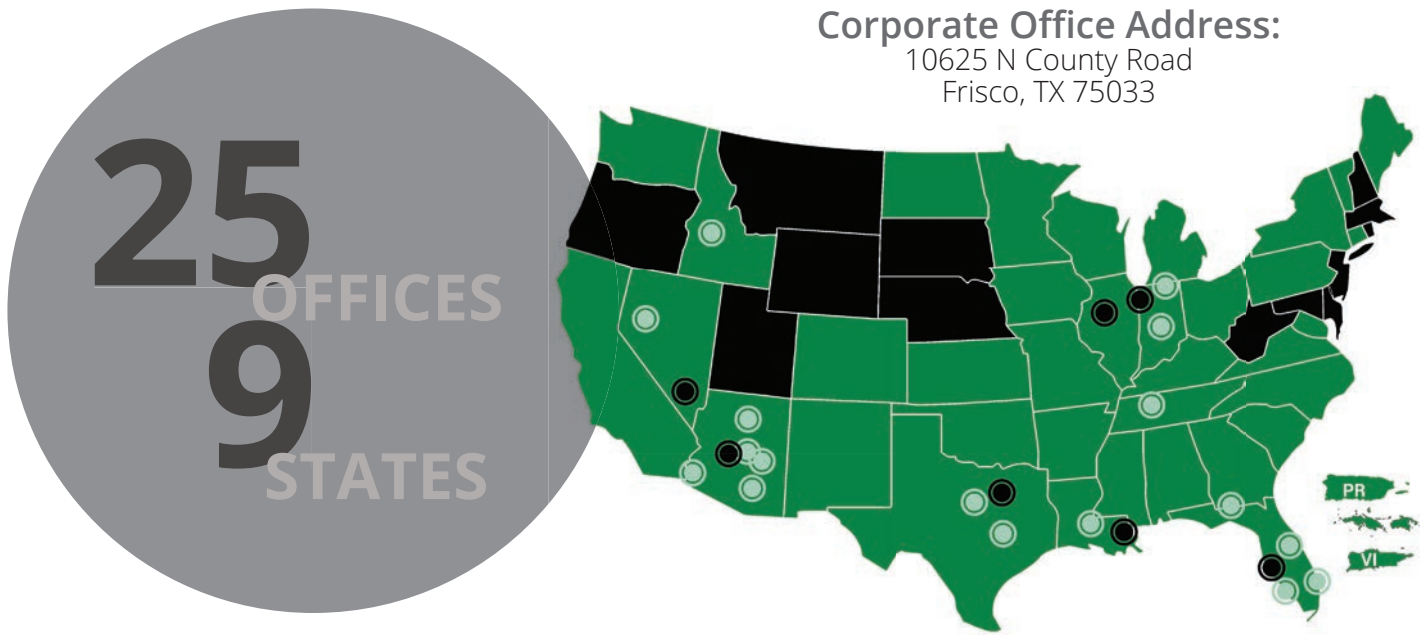 25
OFFICES
9
STATES
Corporate Office Address:
10625 N County Road
Frisco, TX 75033
PR
VI